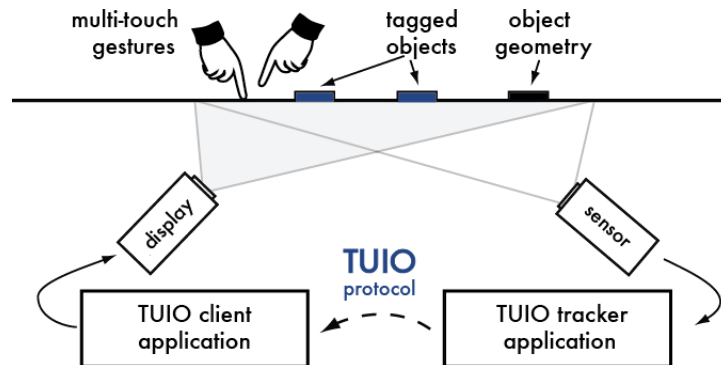 multi-touch
gestures
tagged
objects
object
geometry
display
sensor
TUIO
protocol
TUIO client
application
TUIO tracker
application